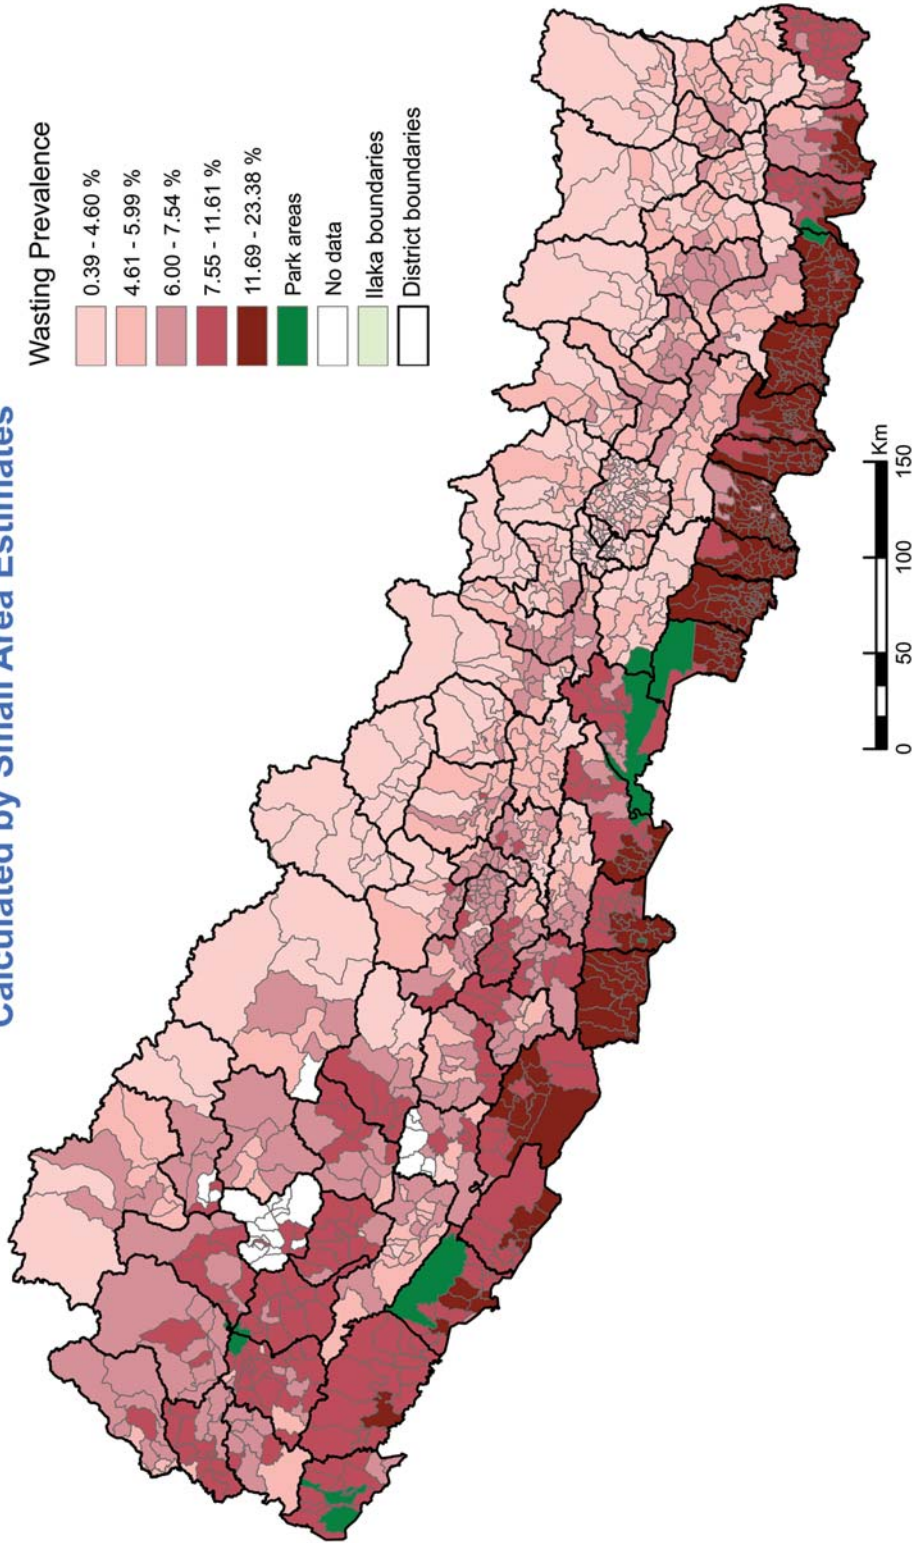 Calculated by Small Area Estimates
Wasting Prevalence
0.39 - 4.60 %
4.61 - 5.99 %
6.00 - 7.54 %
7.55 - 11.61 %
11.69 - 23.38 %
Park areas
No data
Ilaka boundaries
District boundaries
0 50 100 150 Km